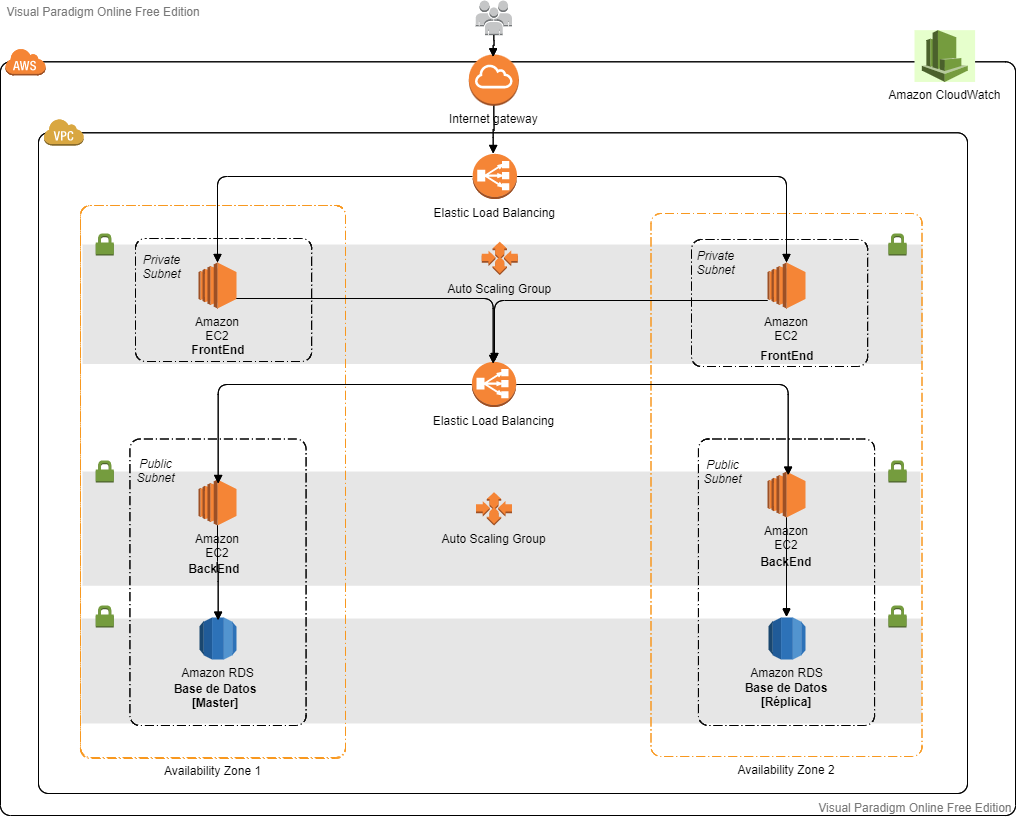 Visual Paradigm Online Free Edition
AWS
Amazon CloudWatch
Internet gateway
VPC
Elastic Load Balancing
Private
Subnet
Amazon
EC2
FrontEnd
Auto Scaling Group
Private
Subnet
Amazon
EC2
FrontEnd
Elastic Load Balancing
Public
Subnet
Amazon
EC2
BackEnd
Auto Scaling Group
Public
Subnet
Amazon
EC2
BackEnd
Amazon RDS
Base de Datos
[Master]
Amazon RDS
Base de Datos
[Réplica]
Availability Zone 1
Availability Zone 2
Visual Paradigm Online Free Edition